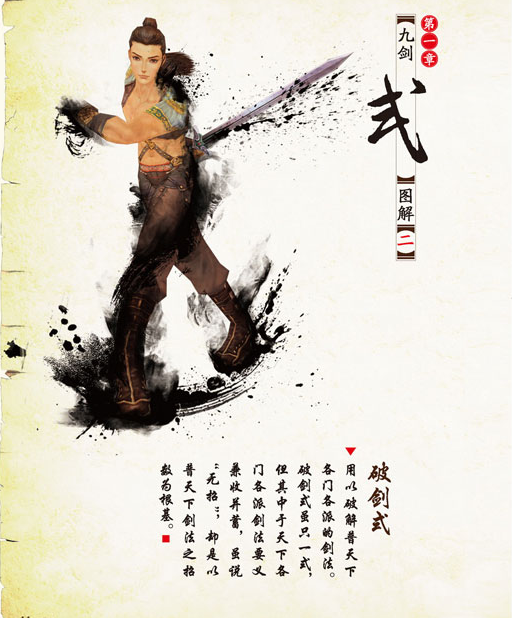 第一章
九剑
式
图解
(二)
破剑式
用以破解普天下
各门各派的剑法。
破剑式虽只一式，
但其中于天下各
门各派剑法要义
兼收并蓄，虽说
“无招”，却是以
普天下剑法之招
数为根基。